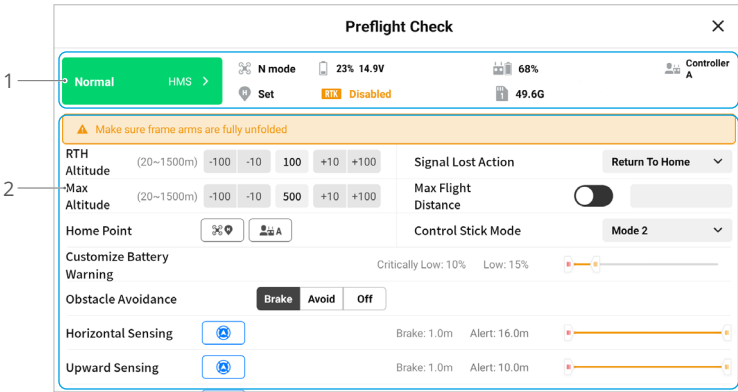 Preflight Check
1
Normal HMS
N mode 23% 14.9V 68% Controller A
H Set RTK Disabled 1 49.6G
Make sure frame arms are fully unfolded
2
RTH Altitude (20~1500m) -100 -10 100 +10 +100 Signal Lost Action Return To Home
Max Altitude (20~1500m) -100 -10 500 +10 +100 Max Flight Distance
Home Point A Control Stick Mode Mode 2
Customize Battery Warning Critically Low: 10% Low: 15%
Obstacle Avoidance Brake Avoid Off
Horizontal Sensing A Brake: 1.0m Alert: 16.0m
Upward Sensing A Brake: 1.0m Alert: 10.0m